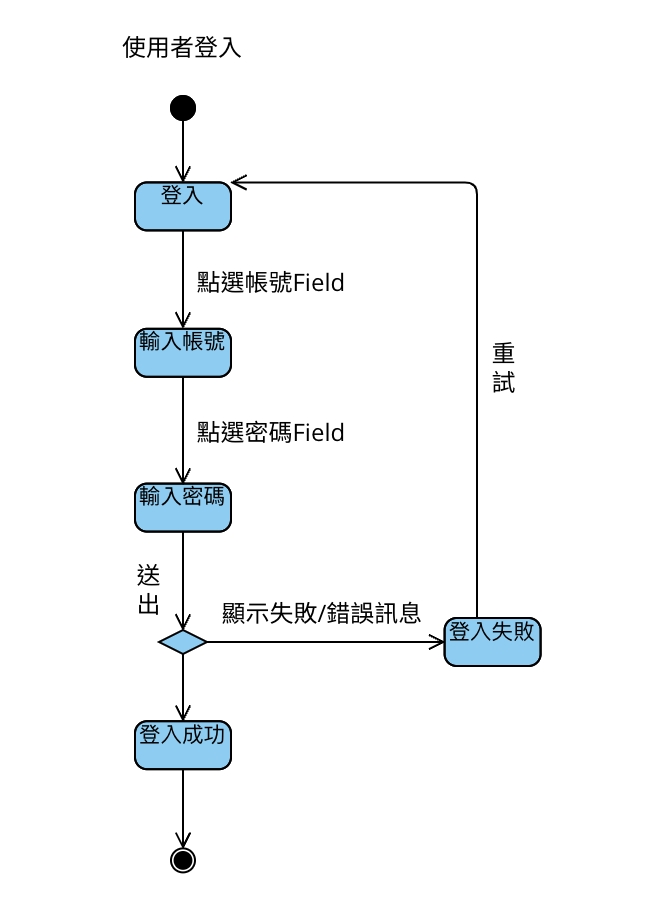 使用者登入
登入
點選帳號Field
輸入帳號
重
試
點選密碼Field
輸入密碼
送
出
顯示失敗/錯誤訊息
登入失敗
登入成功